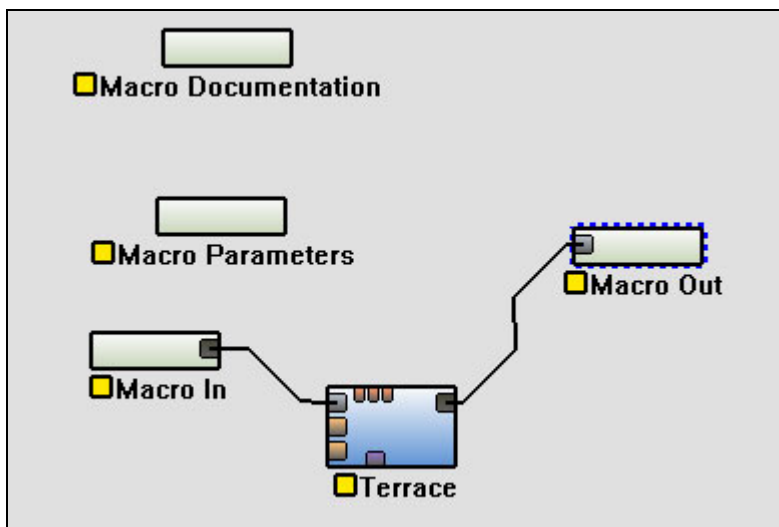 Macro Documentation
Macro Parameters
Macro Out
Macro In
Terrace